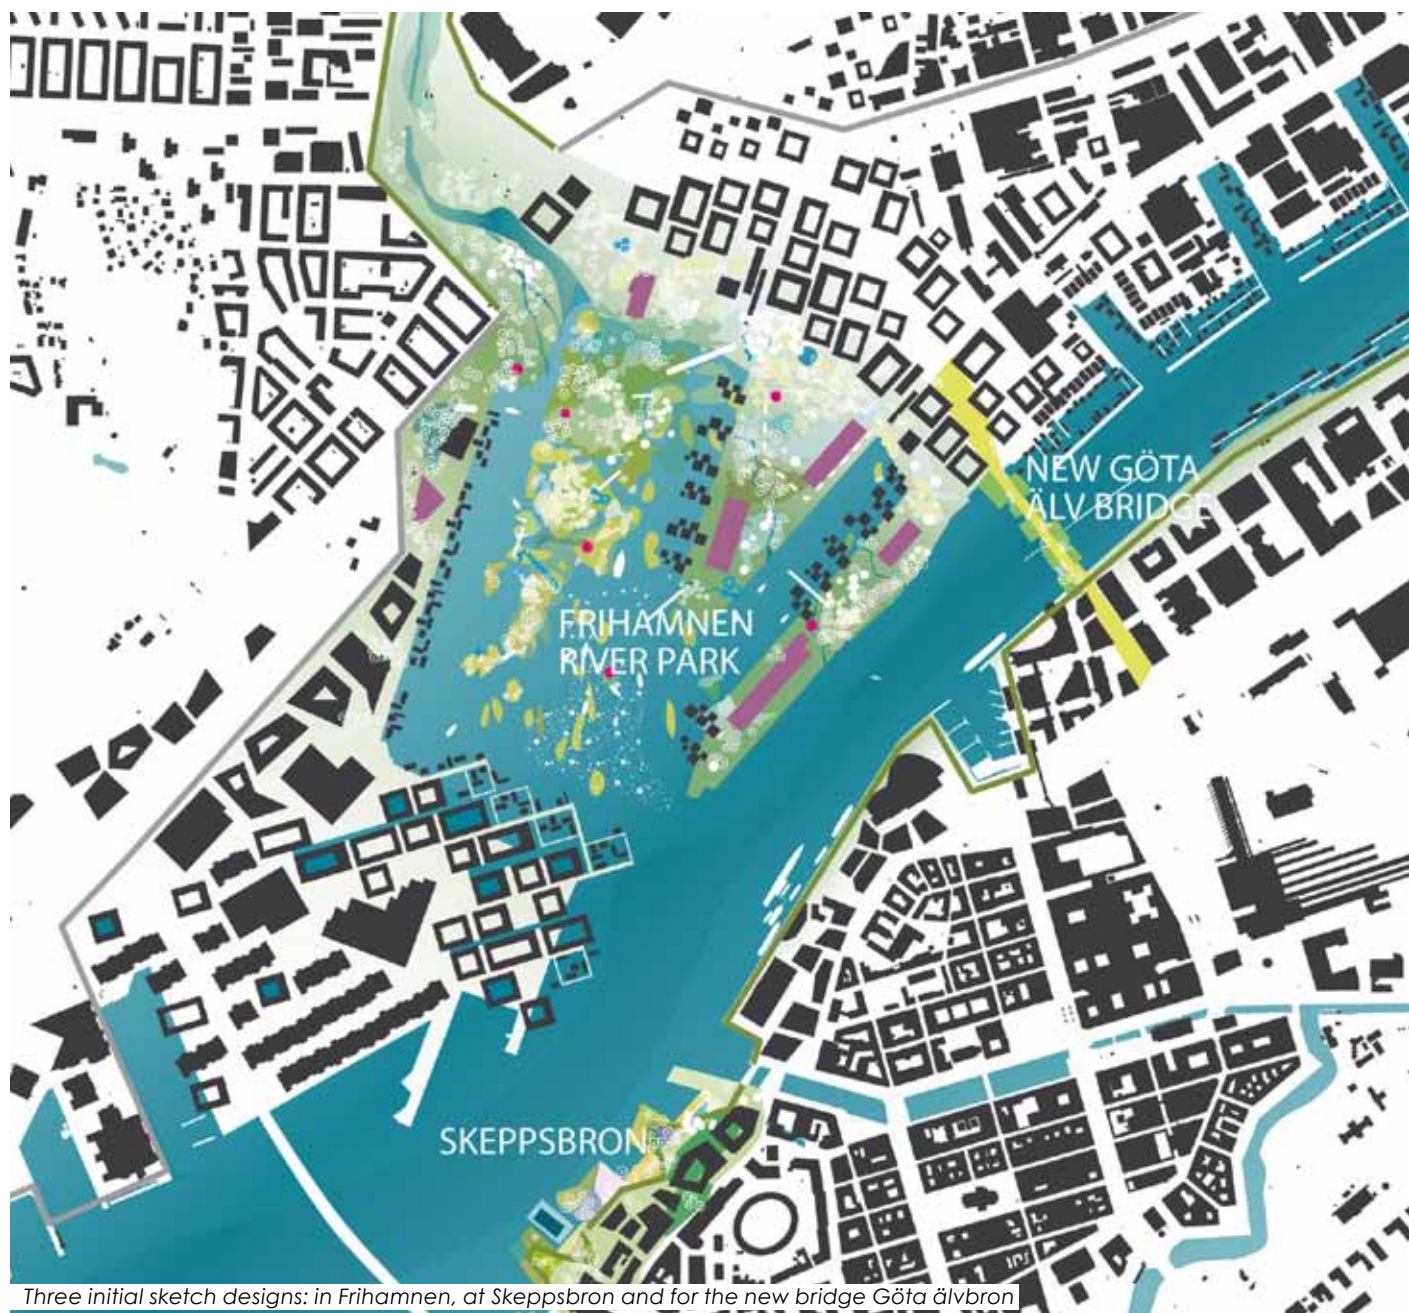 NEW GÖTA
ÄLV BRIDGE
FRIHAMNEN
RIVER PARK
SKEPPSBRON
Three initial sketch designs: in Frihamnen, at Skeppsbron and for the new bridge Göta älvbron